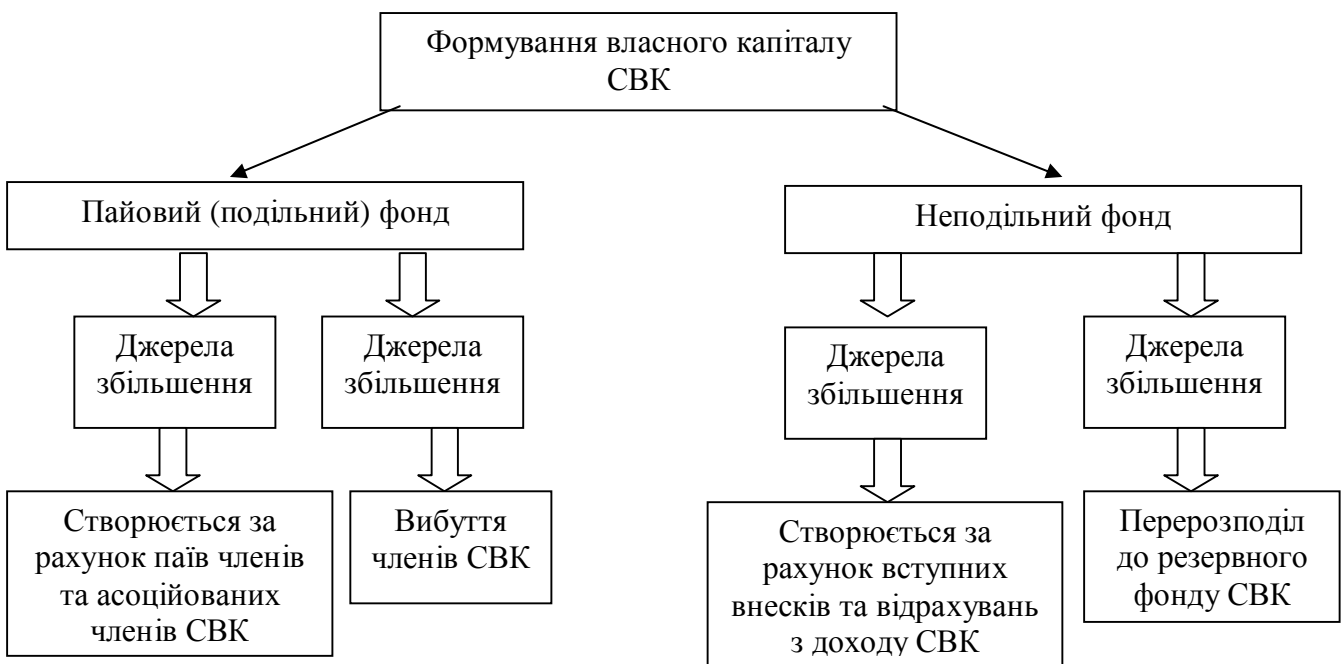 Формування власного капіталу
СВК
Пайовий (подільний) фонд
Неподільний фонд
Джерела
збільшення
Джерела
збільшення
Джерела
збільшення
Джерела
збільшення
Створюється за
рахунок паїв членів
та асоційованих
членів СВК
Вибуття
членів СВК
Створюється за
рахунок вступних
внесків та відрахувань
з доходу СВК
Перерозподіл
до резервного
фонду СВК